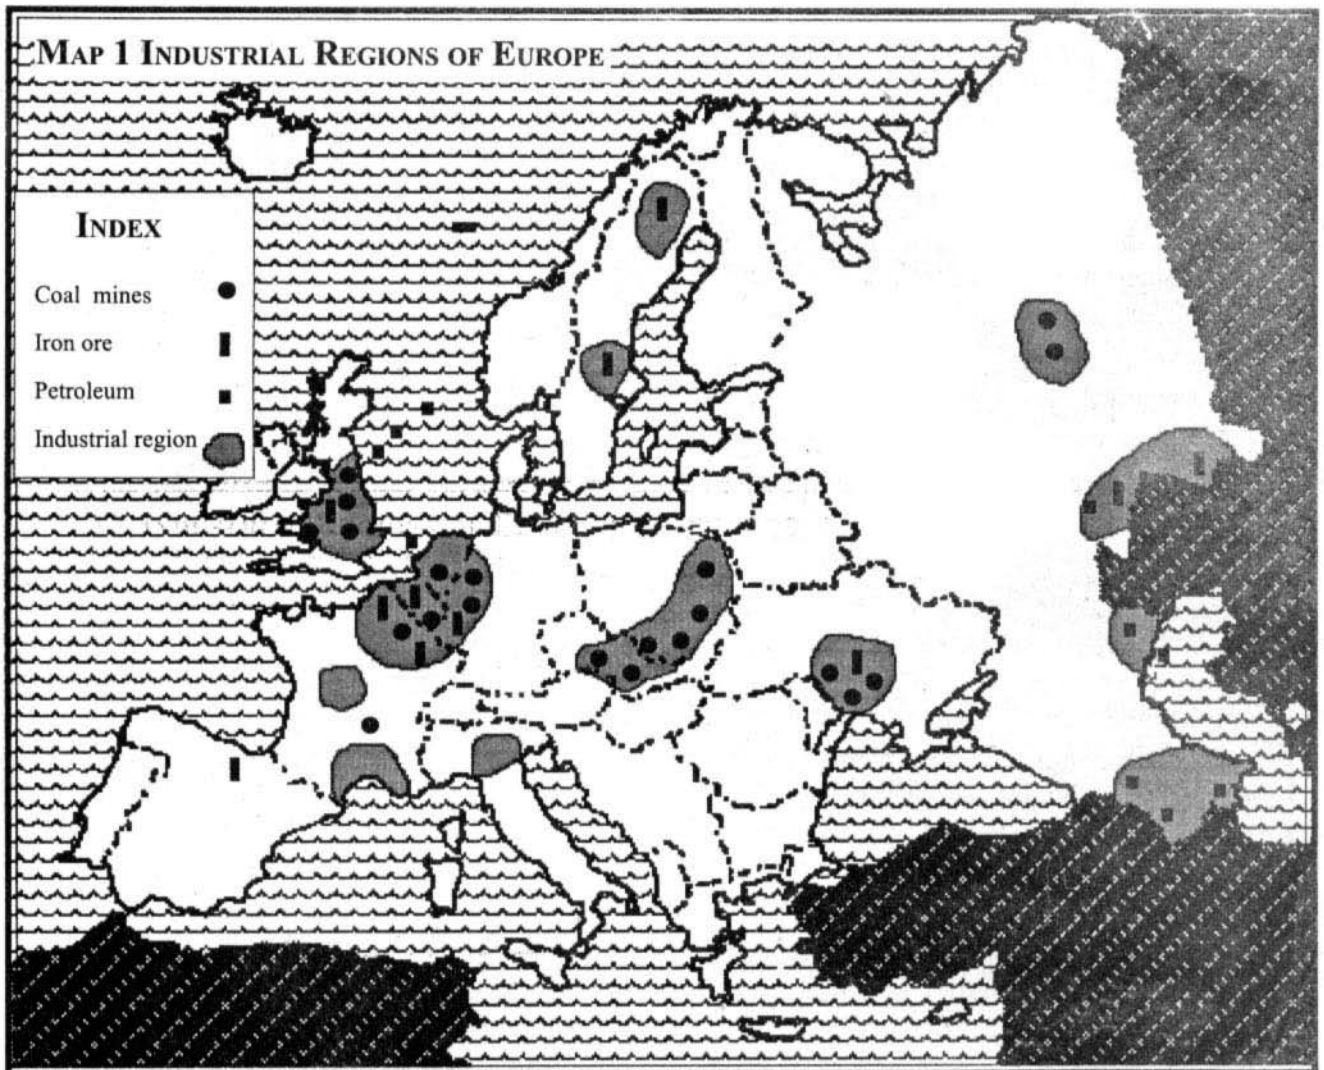 MAP 1 INDUSTRIAL REGIONS OF EUROPE
INDEX
Coal mines
Iron ore
Petroleum
Industrial region